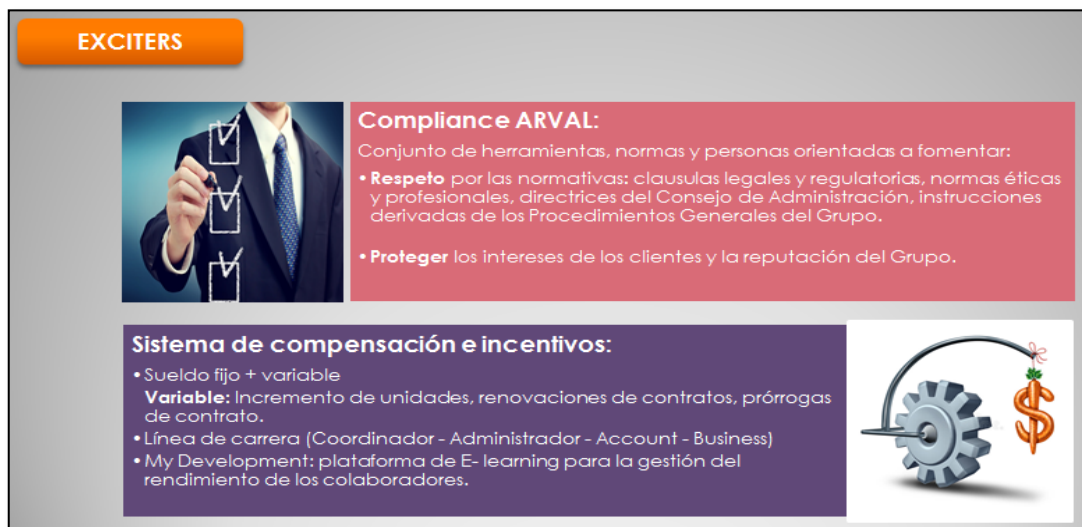 EXCITERS
Compliance ARVAL:
Conjunto de herramientas, normas y personas orientadas a fomentar:
• Respeto por las normativas: clausulas legales y regulatorias, normas éticas
y profesionales, directrices del Consejo de Administración, instrucciones
derivadas de los Procedimientos Generales del Grupo.
• Proteger los intereses de los clientes y la reputación del Grupo.
Sistema de compensación e incentivos:
• Sueldo fijo + variable
Variable: Incremento de unidades, renovaciones de contratos, prórrogas
de contrato.
• Línea de carrera (Coordinador - Administrador - Account - Business)
• My Development: plataforma de E- learning para la gestión del
rendimiento de los colaboradores.